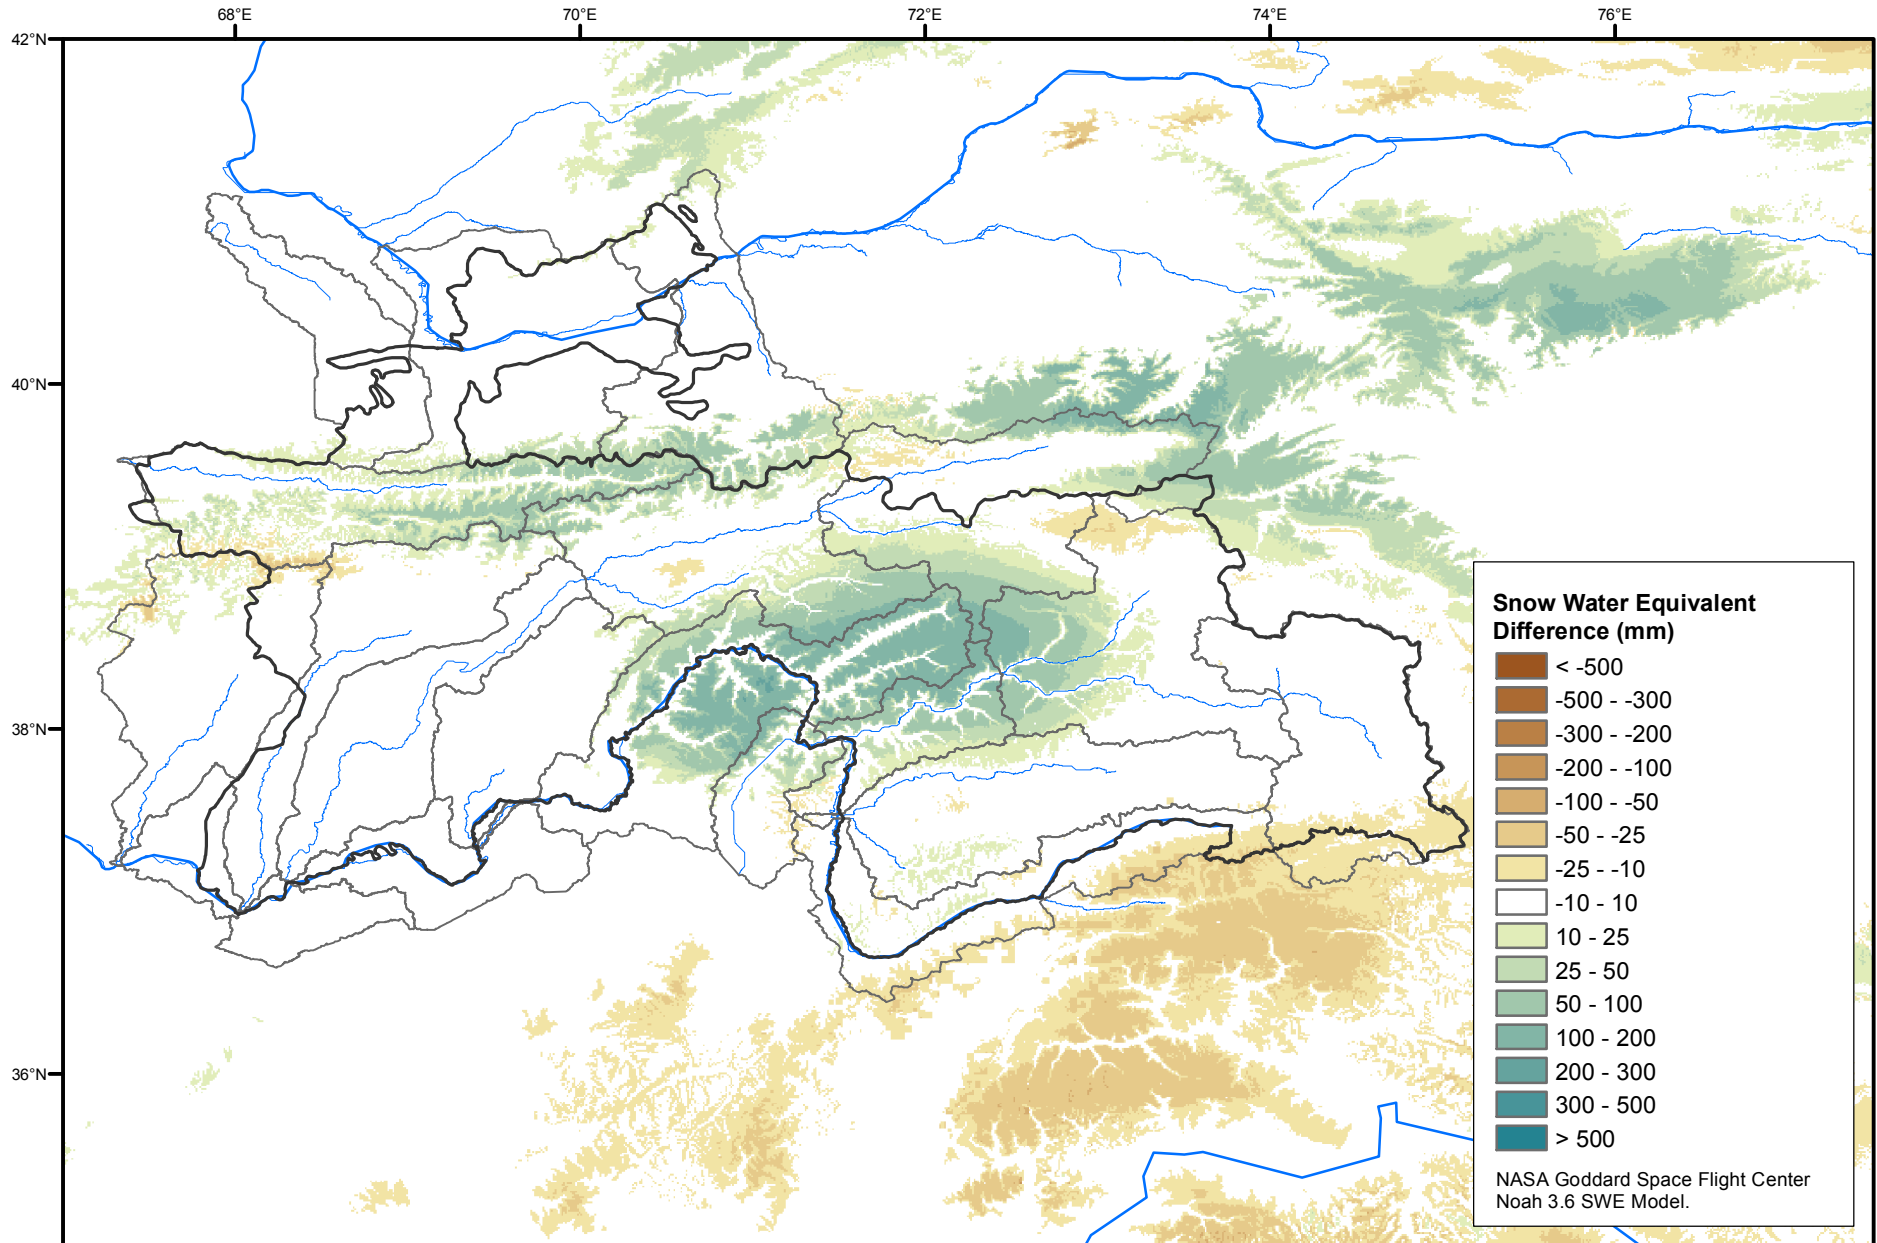 68°E 70°E 72°E 74°E 76°E
42°N
40°N
38°N
36°N
Snow Water Equivalent
Difference (mm)
< -500
-500 - -300
-300 - -200
-200 - -100
-100 - -50
-50 - -25
-25 - -10
-10 - 10
10 - 25
25 - 50
50 - 100
100 - 200
200 - 300
300 - 500
> 500
NASA Goddard Space Flight Center
Noah 3.6 SWE Model.